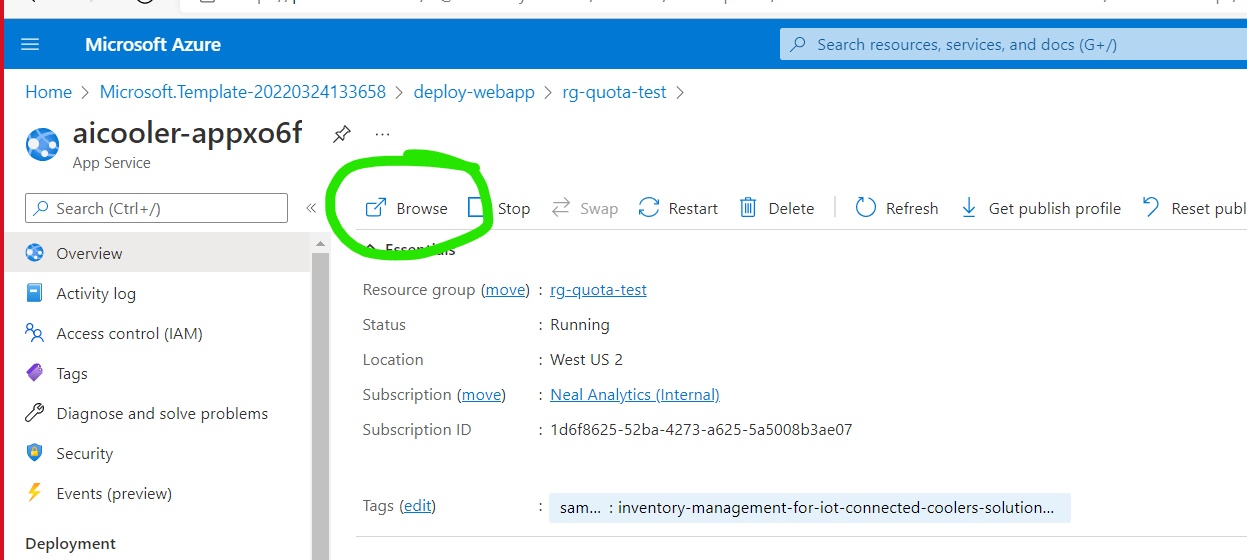 Microsoft Azure
Search resources, services, and docs (G+/)
Home > Microsoft.Template-20220324133658 > deploy-webapp > rg-quota-test >
aicooler-appxo6f
App Service
Search (Ctrl+/)
Browse Stop Swap Restart Delete Refresh Get publish profile Reset publ
Overview
Essentials
Activity log
Resource group (move) : rg-quota-test
Access control (IAM)
Status : Running
Tags
Location : West US 2
Diagnose and solve problems
Subscription (move) : Neal Analytics (Internal)
Security
Subscription ID : 1d6f8625-52ba-4273-a625-5a5008b3ae07
Events (preview)
Tags (edit) : sam... : inventory-management-for-iot-connected-coolers-solution...
Deployment